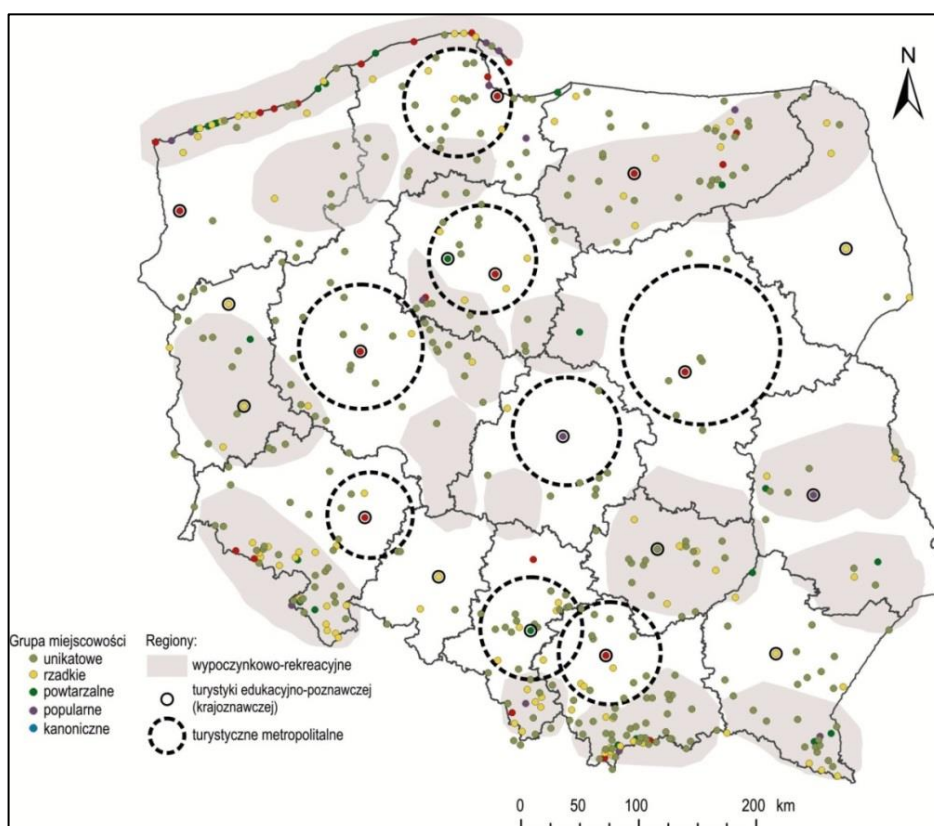 N
Grupa miejscowości
unikatowe
rzadkie
powtarzalne
popularne
kanoniczne
Regiony:
wypoczynkowo-rekreacyjne
turystyki edukacyjno-poznawczej
(krajoznawczej)
turystyczne metropolitalne
0 50 100 200 km